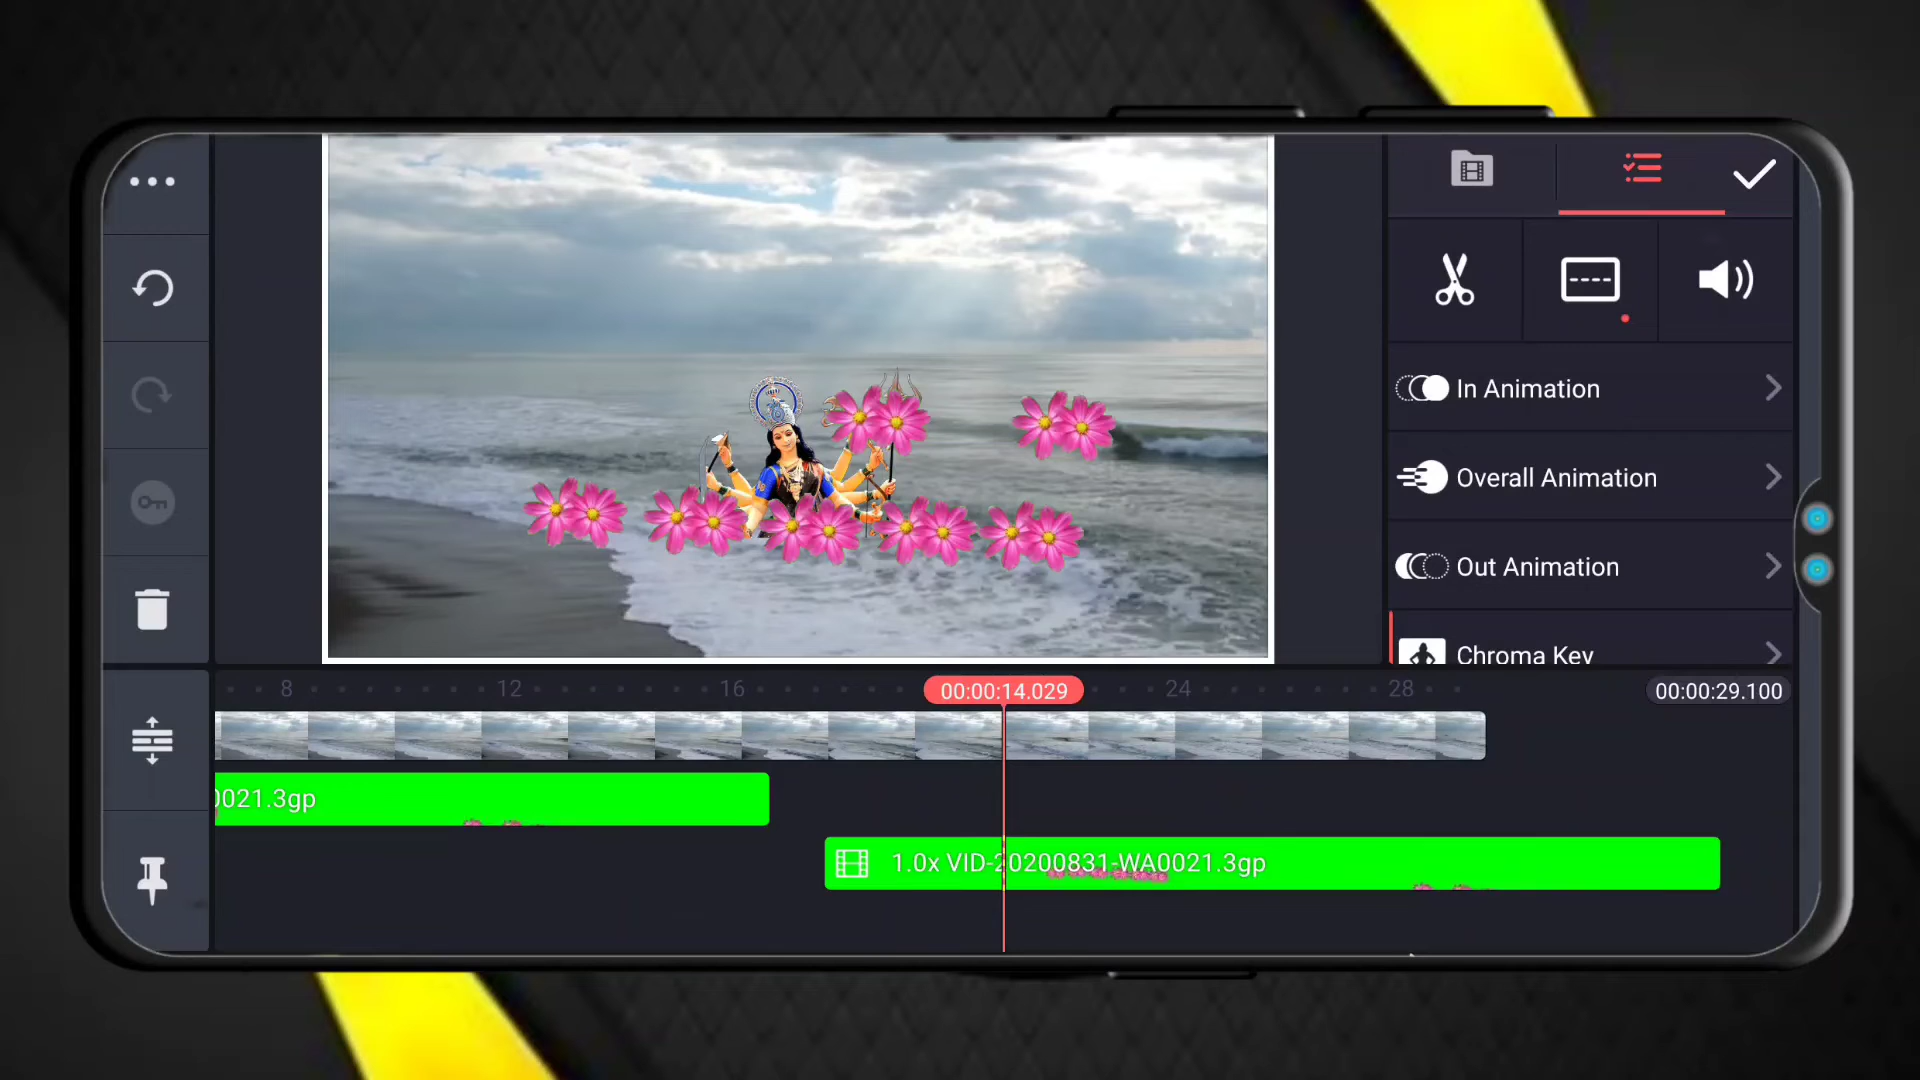 In Animation
Overall Animation
Out Animation
Chroma Key
8
12
16
00:00:14.029
24
28
00:00:29.100
0021.3gp
1.0x VID-20200831-WA0021.3gp